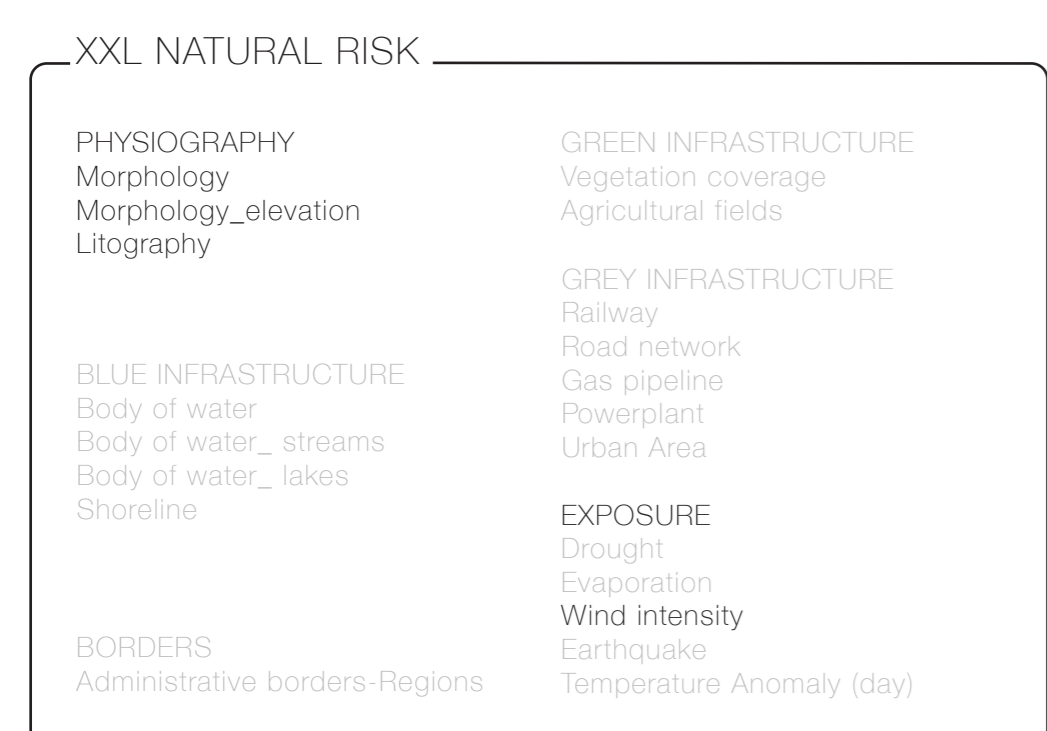 XXL NATURAL RISK
PHYSIOGRAPHY
Morphology
Morphology_elevation
Litography
BLUE INFRASTRUCTURE
Body of water
Body of water_ streams
Body of water_ lakes
Shoreline
BORDERS
Administrative borders-Regions
GREEN INFRASTRUCTURE
Vegetation coverage
Agricultural fields
GREY INFRASTRUCTURE
Railway
Road network
Gas pipeline
Powerplant
Urban Area
EXPOSURE
Drought
Evaporation
Wind intensity
Earthquake
Temperature Anomaly (day)